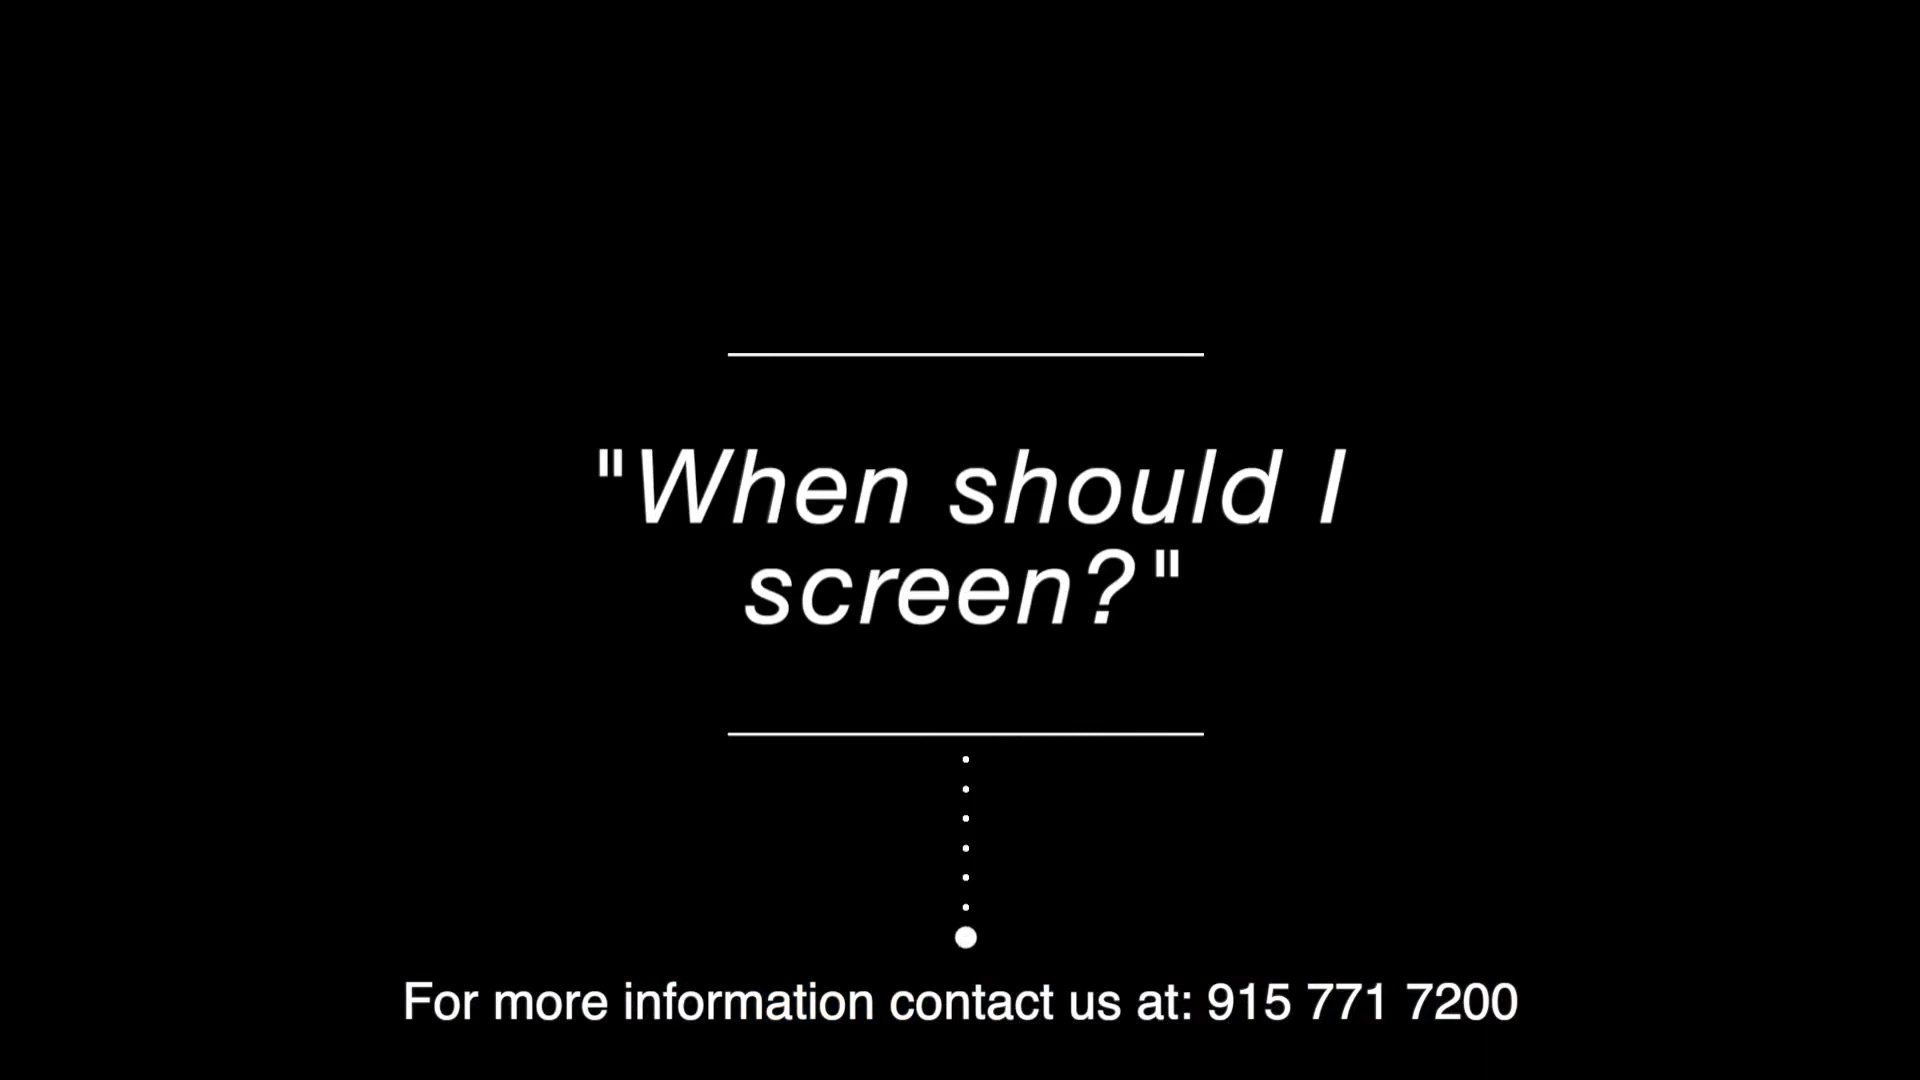 "When should I
screen?"
For more information contact us at: 915 771 7200